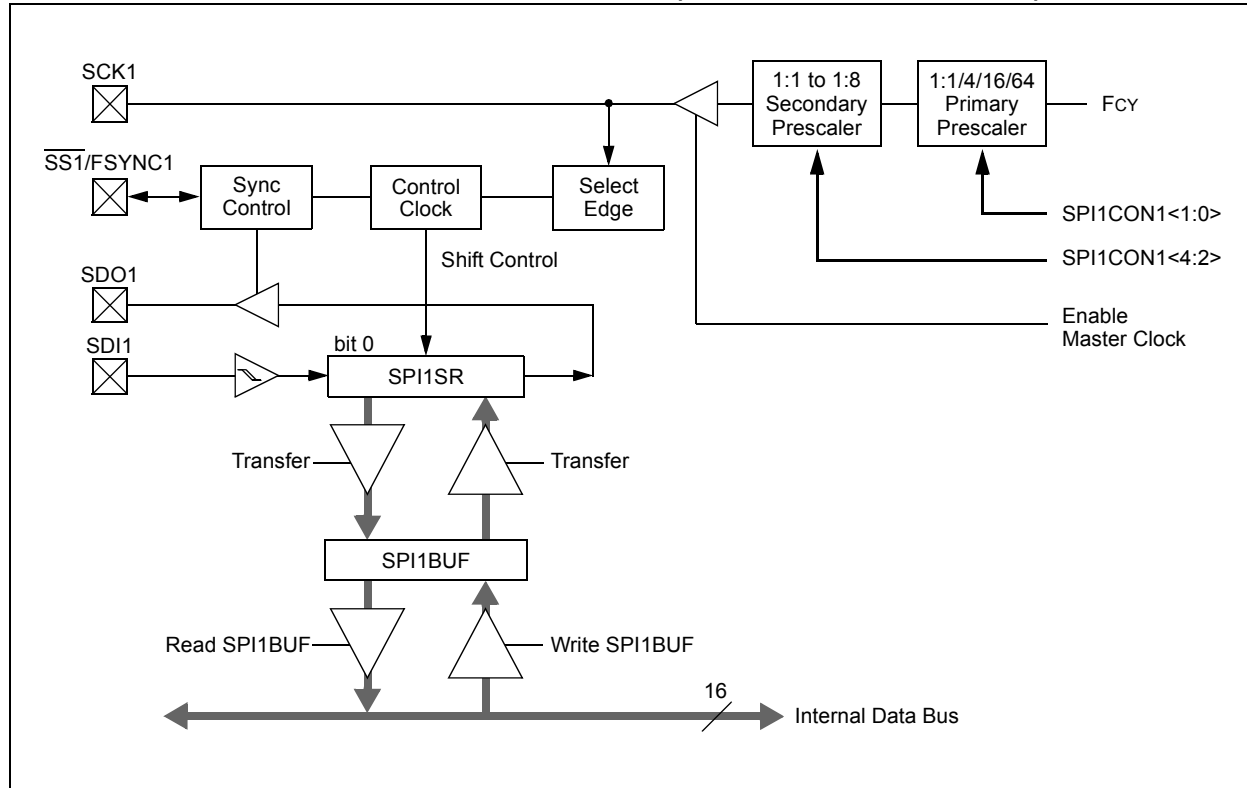 SCK1
1:1 to 1:8
Secondary
Prescaler
1:1/4/16/64
Primary
Prescaler
FCY
SS1/FSYNC1
Sync
Control
Control
Clock
Select
Edge
SPI1CON1<1:0>
SPI1CON1<4:2>
Shift Control
SDO1
Enable
Master Clock
SDI1
bit 0
SPI1SR
Transfer
Transfer
SPI1BUF
Read SPI1BUF
Write SPI1BUF
16
Internal Data Bus